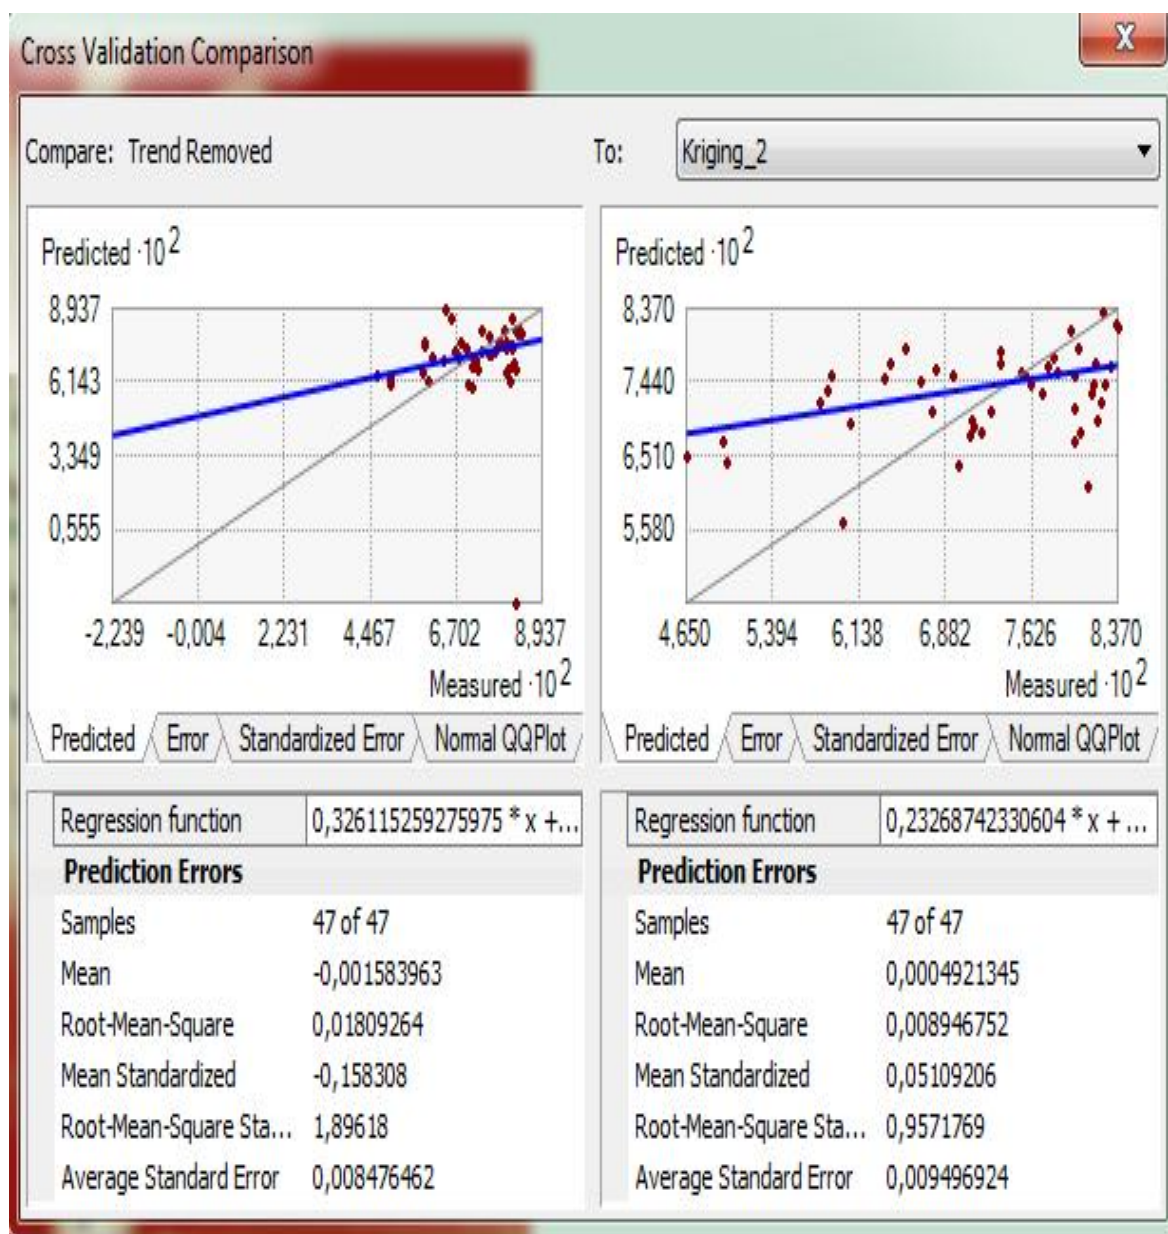 Cross Validation Comparison
X
Compare: Trend Removed
To: Kriging_2
Predicted ·10²
8,937
6,143
3,349
0,555
-2,239 -0,004 2,231 4,467 6,702 8,937
Measured ·10²
Predicted Error Standardized Error Normal QQPlot
Predicted ·10²
8,370
7,440
6,510
5,580
4,650 5,394 6,138 6,882 7,626 8,370
Measured ·10²
Predicted Error Standardized Error Normal QQPlot
Regression function 0,326115259275975 * x +...
Prediction Errors
Samples 47 of 47
Mean -0,001583963
Root-Mean-Square 0,01809264
Mean Standardized -0,158308
Root-Mean-Square Sta... 1,89618
Average Standard Error 0,008476462
Regression function 0,23268742330604 * x + ...
Prediction Errors
Samples 47 of 47
Mean 0,0004921345
Root-Mean-Square 0,008946752
Mean Standardized 0,05109206
Root-Mean-Square Sta... 0,9571769
Average Standard Error 0,009496924